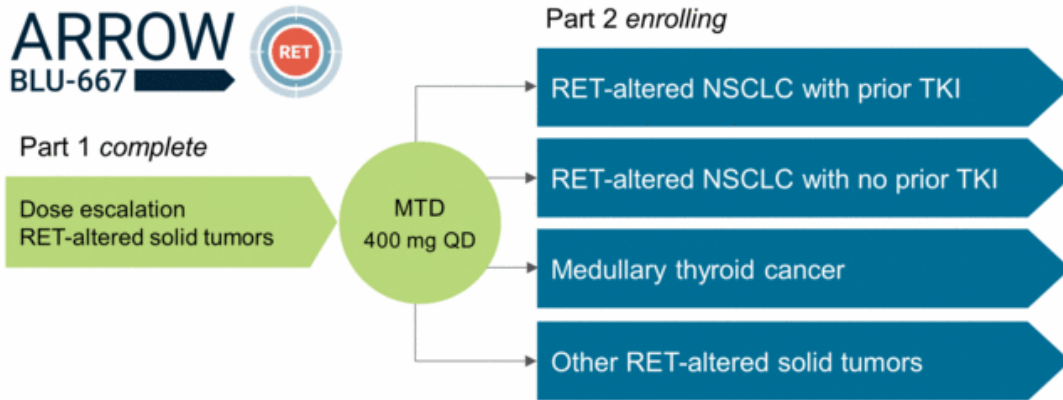 ARROW
BLU-667
RET
Part 1 complete
Dose escalation
RET-altered solid tumors
MTD
400 mg QD
Part 2 enrolling
RET-altered NSCLC with prior TKI
RET-altered NSCLC with no prior TKI
Medullary thyroid cancer
Other RET-altered solid tumors